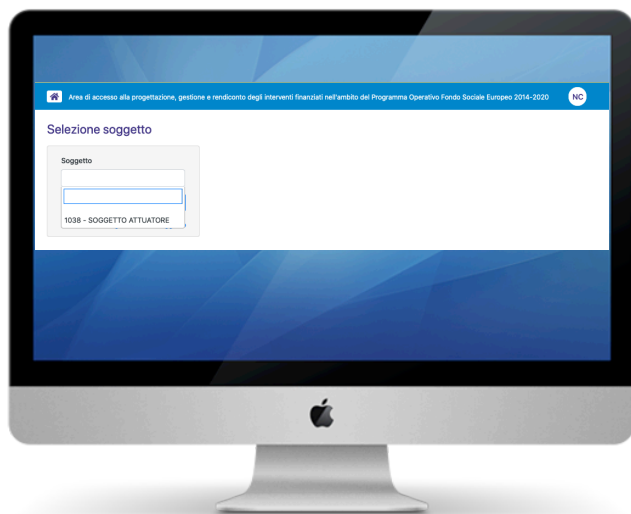 Area di accesso alla progettazione, gestione e rendiconto degli interventi finanziati nell'ambito del Programma Operativo Fondo Sociale Europeo 2014-2020
NC
Selezione soggetto
Soggetto
1038 - SOGGETTO ATTUATORE